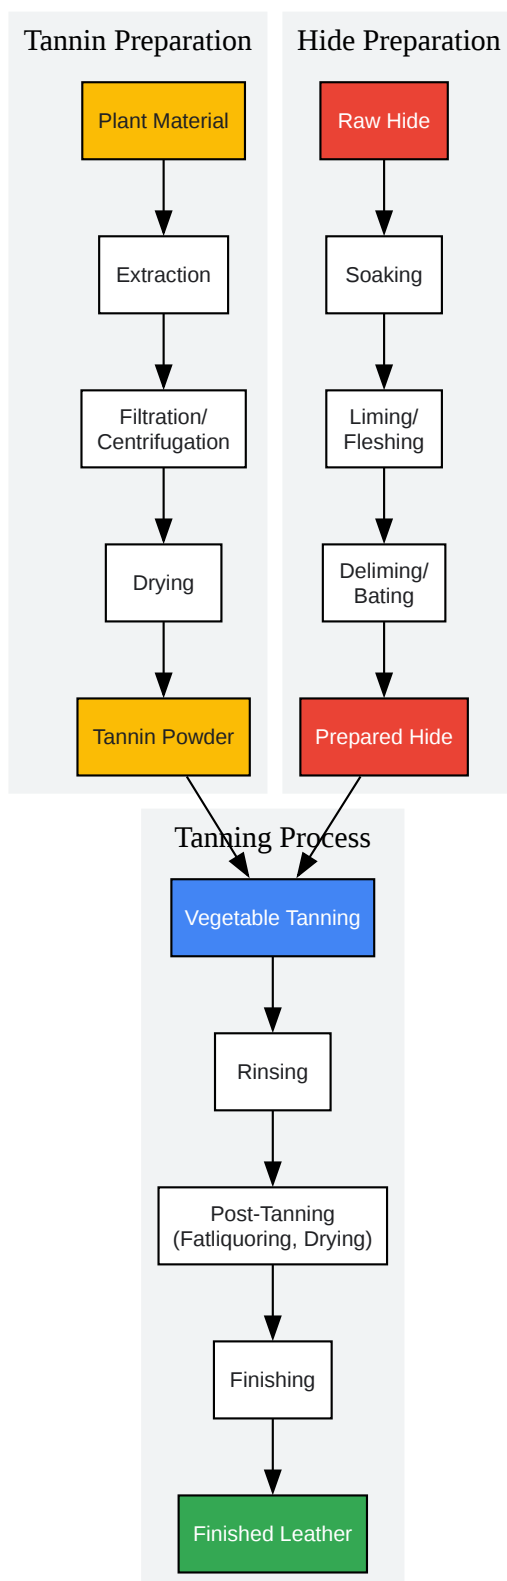 Tannin Preparation
Plant Material
Extraction
Filtration/
Centrifugation
Drying
Tannin Powder
Hide Preparation
Raw Hide
Soaking
Liming/
Fleshing
Deliming/
Bating
Prepared Hide
Tanning Process
Vegetable Tanning
Rinsing
Post-Tanning
(Fatliquoring, Drying)
Finishing
Finished Leather